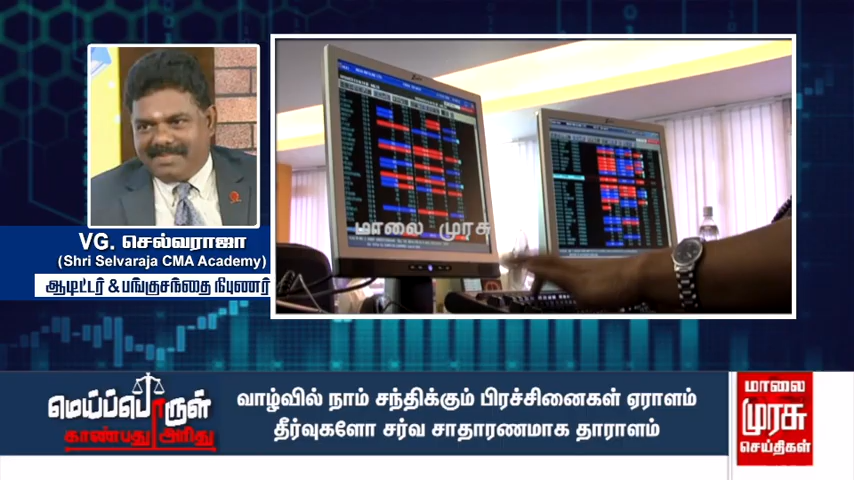 VG. செல்வராஜா
(Shri Selvaraja CMA Academy)
ஆடிட்டர் & பங்குசந்தை நிபுணர்
மாலை முரசு
மெய்ப்பொருள்
காண்பது அரிது
வாழ்வில் நாம் சந்திக்கும் பிரச்சினைகள் ஏராளம்
தீர்வுகளோ சர்வ சாதாரணமாக தாராளம்
மாலை
முரசு
செய்திகள்